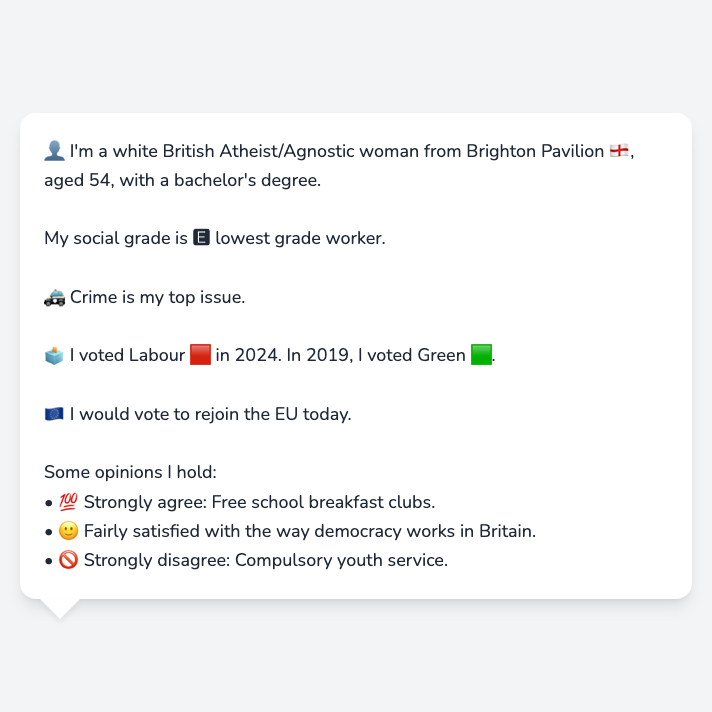 👤 I'm a white British Atheist/Agnostic woman from Brighton Pavilion 🏴󠁧󠁢󠁥󠁮󠁧󠁿,
aged 54, with a bachelor's degree.
My social grade is 🅴 lowest grade worker.
🚓 Crime is my top issue.
🗳️ I voted Labour 🟥 in 2024. In 2019, I voted Green 🟩.
🇪🇺 I would vote to rejoin the EU today.
Some opinions I hold:
• 💯 Strongly agree: Free school breakfast clubs.
• 🙂 Fairly satisfied with the way democracy works in Britain.
• 🚫 Strongly disagree: Compulsory youth service.